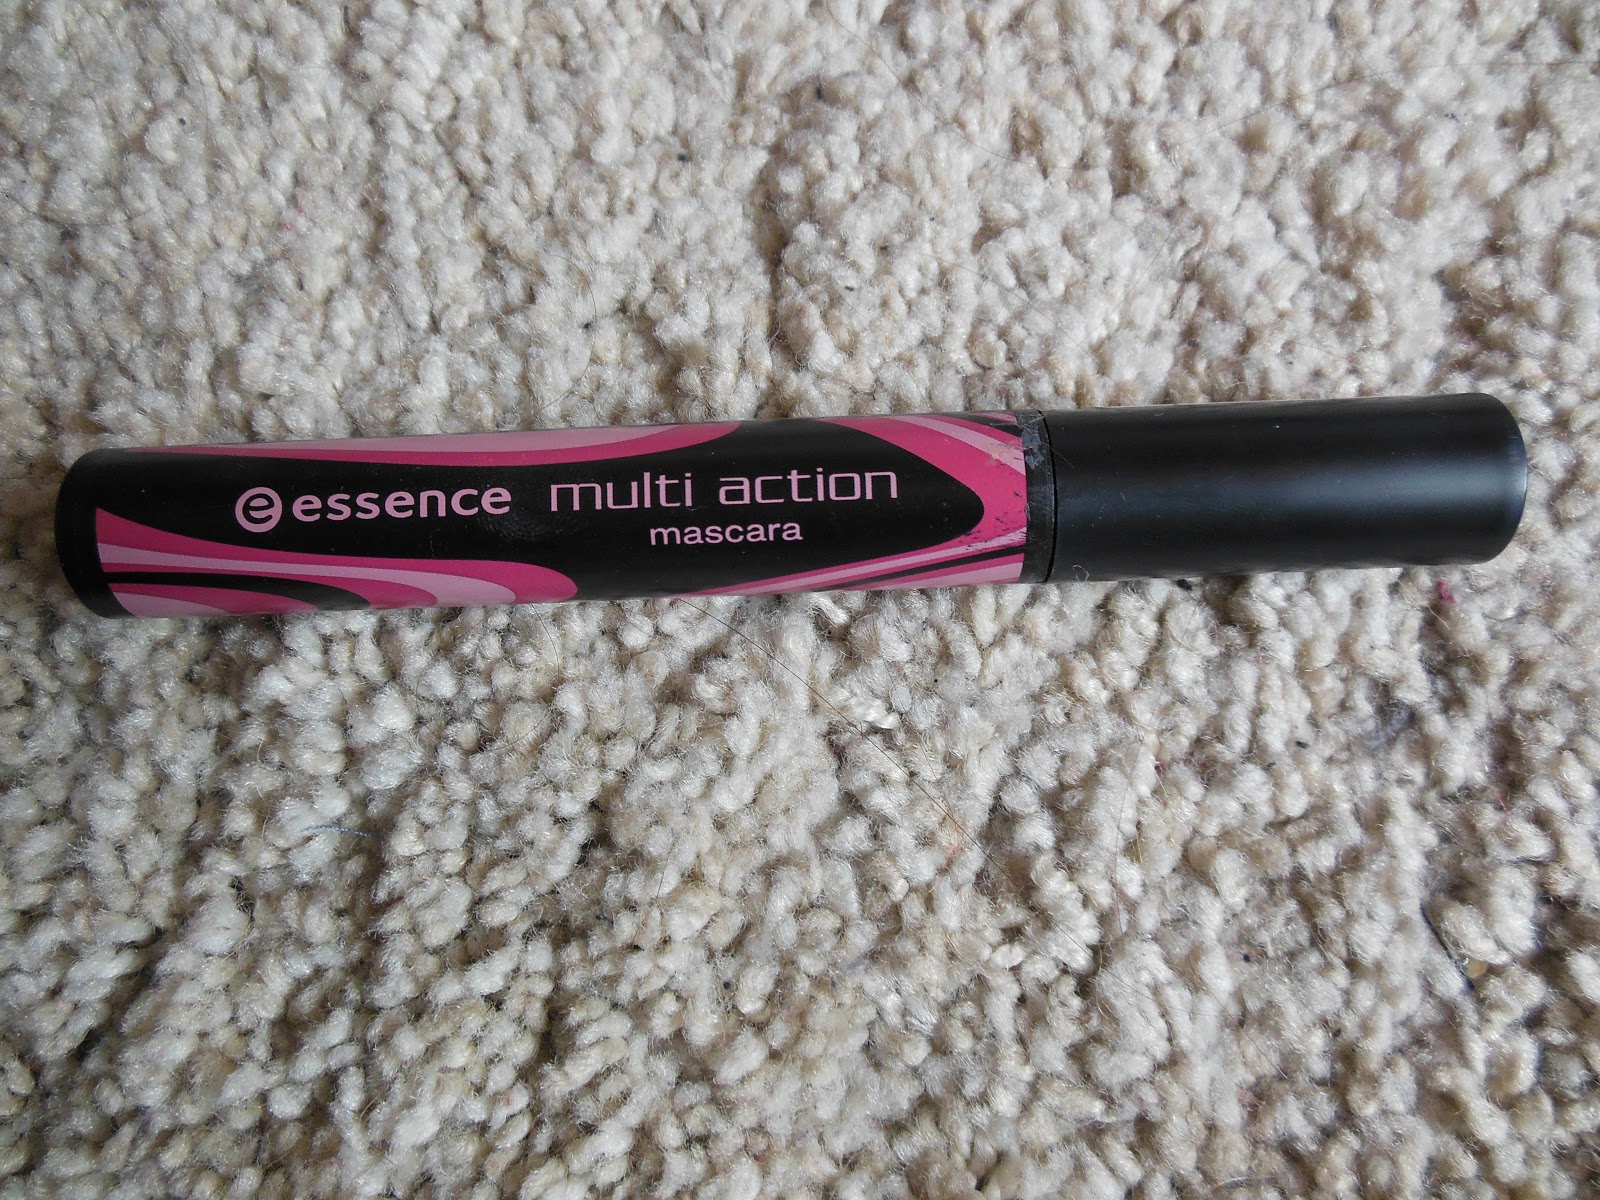 essence multi action
mascara